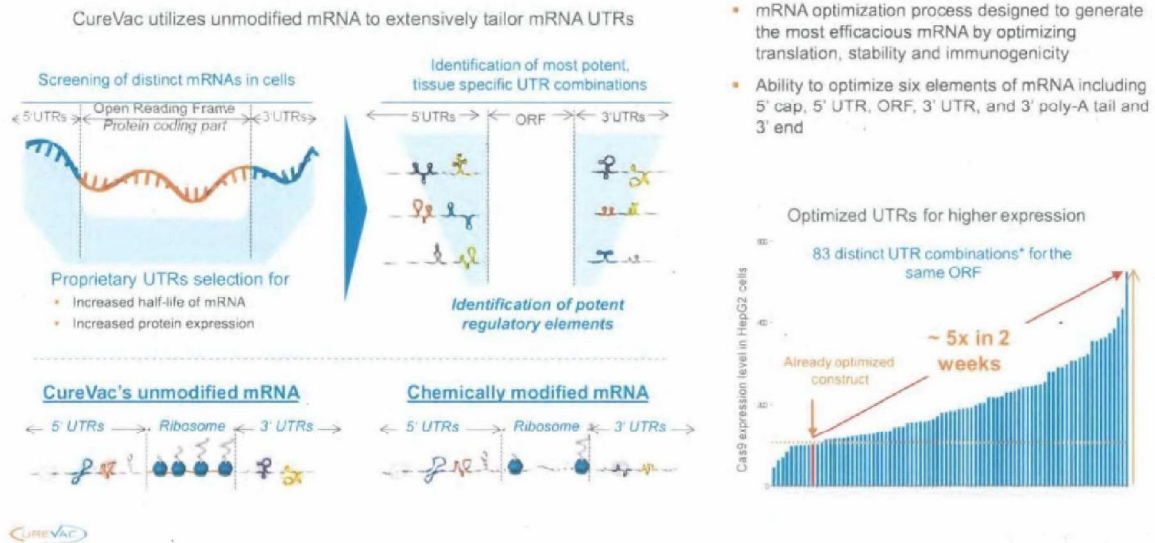 CureVac utilizes unmodified mRNA to extensively tailor mRNA UTRs
Screening of distinct mRNAs in cells
5'UTRs
Open Reading Frame
Protein coding part
3'UTRs
Proprietary UTRs selection for
Increased half-life of mRNA
Increased protein expression
Identification of most potent,
tissue specific UTR combinations
5'UTRs
ORF
3'UTRs
Identification of potent
regulatory elements
CureVac's unmodified mRNA
5' UTRs
Ribosome
3' UTRs
Chemically modified mRNA
5' UTRs
Ribosome
3' UTRs
mRNA optimization process designed to generate
the most efficacious mRNA by optimizing
translation, stability and immunogenicity
Ability to optimize six elements of mRNA including
5' cap, 5' UTR, ORF, 3' UTR, and 3' poly-A tail and
3' end
Optimized UTRs for higher expression
83 distinct UTR combinations* for the
same ORF
~ 5x in 2
weeks
Already optimized
construct
Cas9 expression level in HepG2 cells
CUREVAC